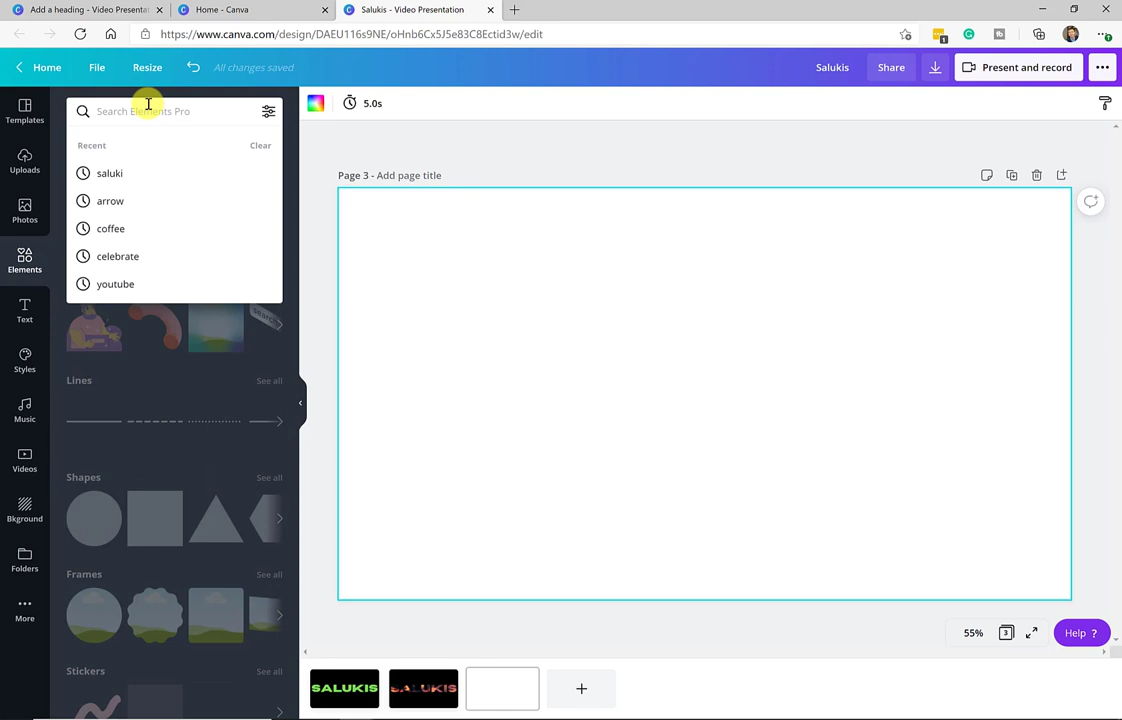 Add a heading - Video Presenta
Home - Canva
Salukis - Video Presentation
https://www.canva.com/design/DAEU116s9NE/oHnb6Cx5J5e83C8Ectid3w/edit
1
Home
File
Resize
All changes saved
Salukis
Share
Present and record
Templates
Uploads
Photos
Elements
Text
Styles
Music
Videos
Bkground
Folders
More
Search Elements Pro
Recent
Clear
saluki
arrow
coffee
celebrate
youtube
Lines
See all
Shapes
See all
Frames
See all
Stickers
See all
5.0s
Page 3 - Add page title
55%
3
Help ?
SALUKIS
SALUKIS